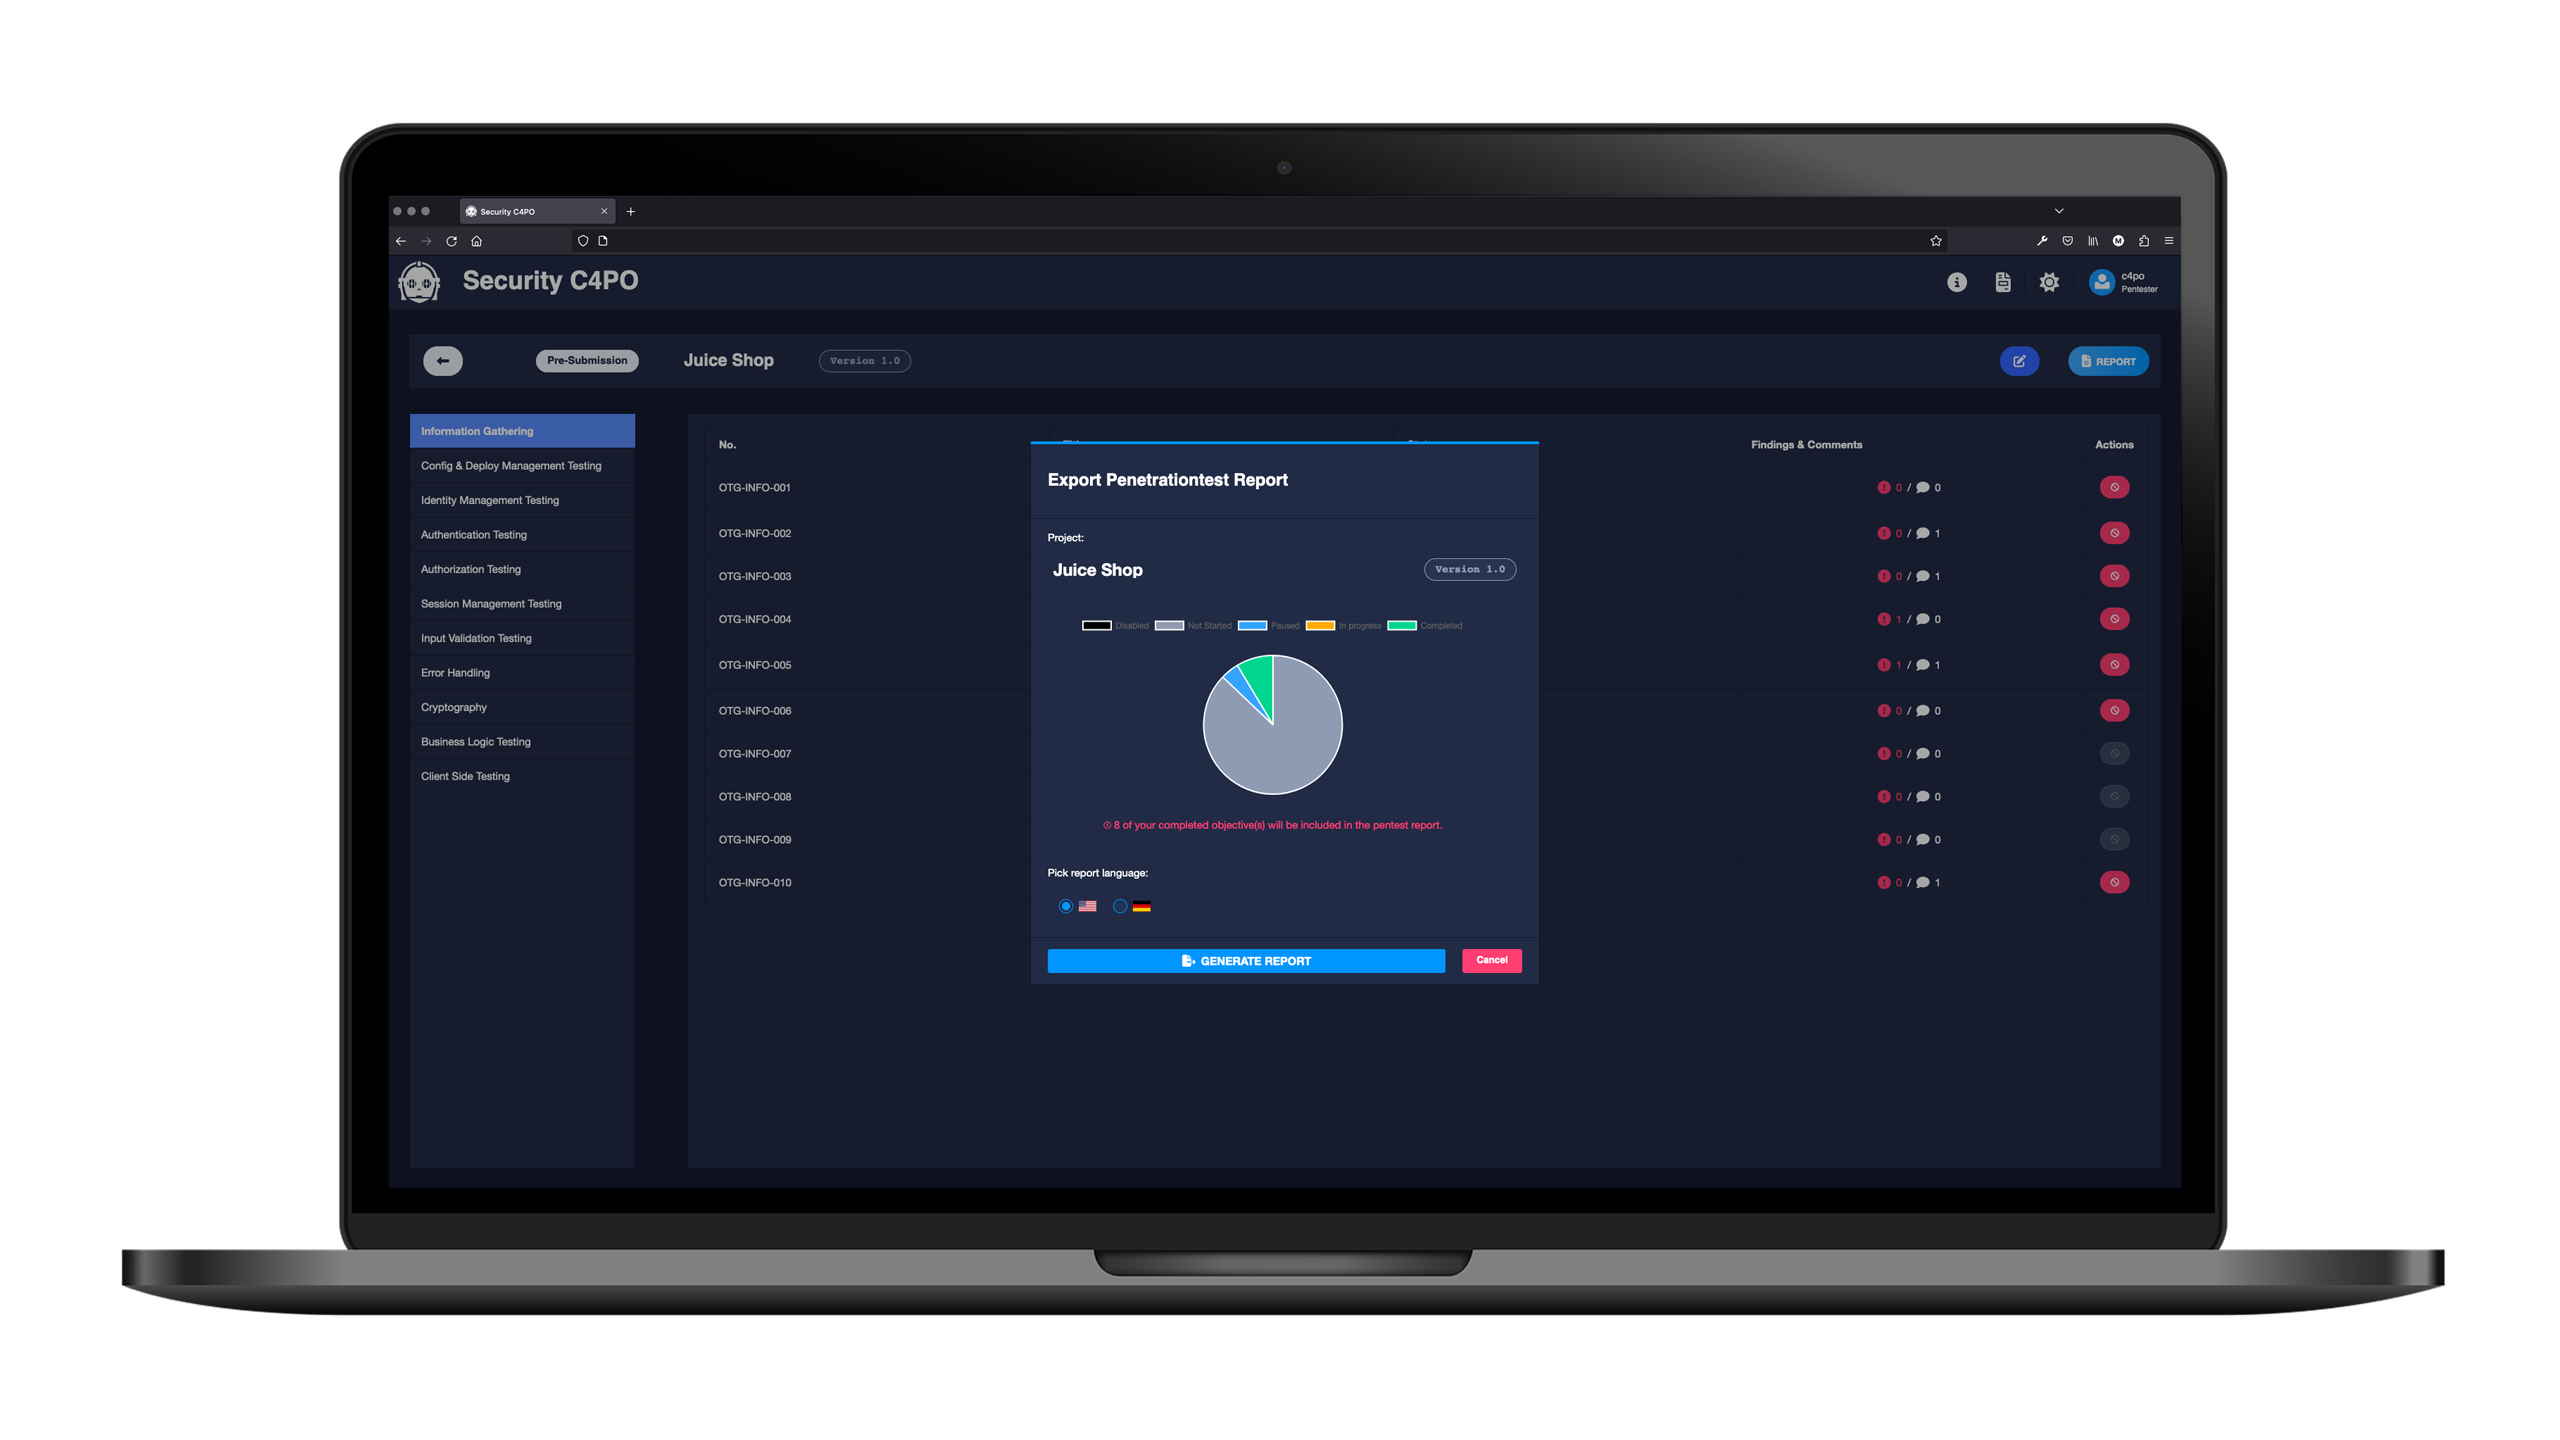 Security C4PO
Security C4PO
c4po
Pentester
Pre-Submission
Juice Shop
Version 1.0
REPORT
Information Gathering
Config & Deploy Management Testing
Identity Management Testing
Authentication Testing
Authorization Testing
Session Management Testing
Input Validation Testing
Error Handling
Cryptography
Business Logic Testing
Client Side Testing
No. Findings & Comments Actions
OTG-INFO-001 0 / 0
OTG-INFO-002 0 / 1
OTG-INFO-003 0 / 1
OTG-INFO-004 1 / 0
OTG-INFO-005 1 / 1
OTG-INFO-006 0 / 0
OTG-INFO-007 0 / 0
OTG-INFO-008 0 / 0
OTG-INFO-009 0 / 0
OTG-INFO-010 0 / 1
Export Penetrationtest Report
Project:
Juice Shop
Version 1.0
Disabled Not Started Paused In progress Completed
8 of your completed objective(s) will be included in the pentest report.
Pick report language:
GENERATE REPORT
Cancel